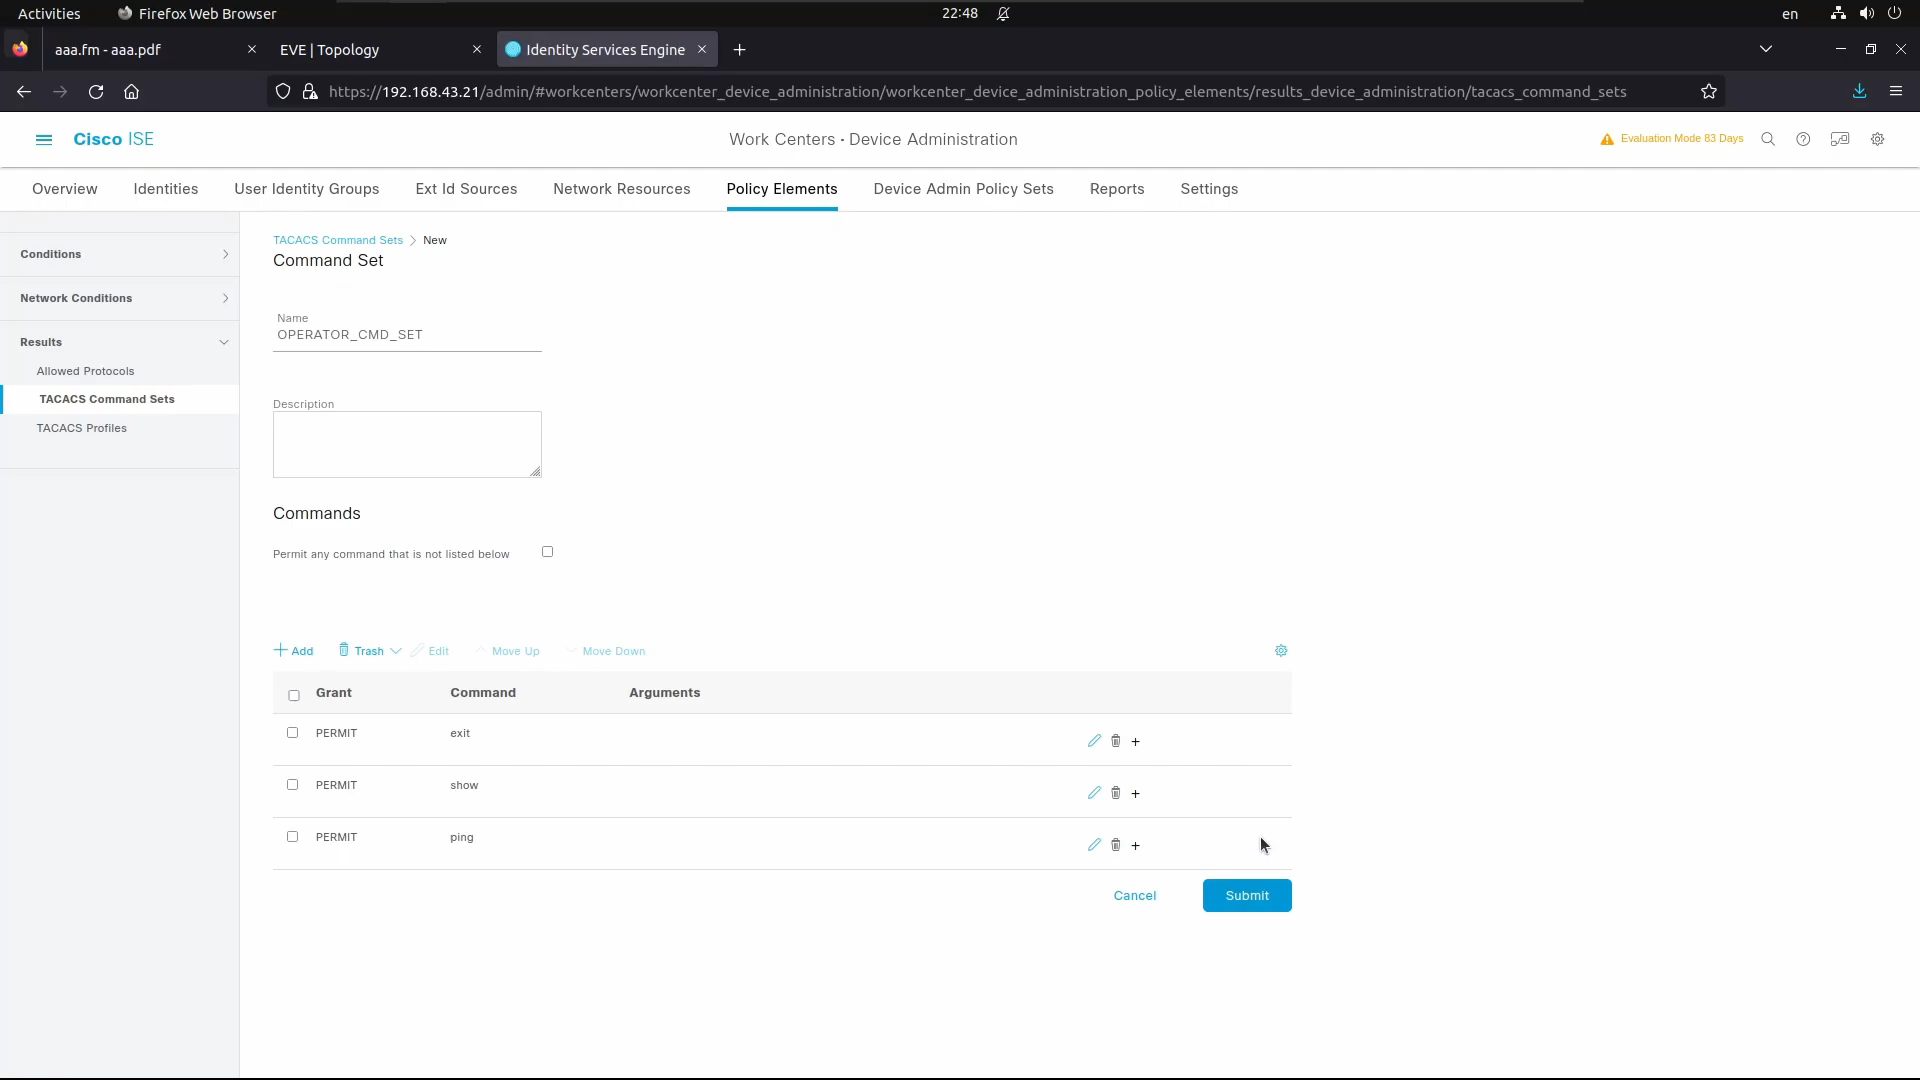 Activities Firefox Web Browser 22:48 en
aaa.fm - aaa.pdf EVE | Topology Identity Services Engine
https://192.168.43.21/admin/#workcenters/workcenter_device_administration/workcenter_device_administration_policy_elements/results_device_administration/tacacs_command_sets
Cisco ISE Work Centers · Device Administration Evaluation Mode 83 Days
Overview Identities User Identity Groups Ext Id Sources Network Resources Policy Elements Device Admin Policy Sets Reports Settings
Conditions
Network Conditions
Results
Allowed Protocols
TACACS Command Sets
TACACS Profiles
TACACS Command Sets > New
Command Set
Name
OPERATOR_CMD_SET
Description
Commands
Permit any command that is not listed below
+ Add Trash Edit Move Up Move Down
Grant Command Arguments
PERMIT exit +
PERMIT show +
PERMIT ping +
Cancel Submit